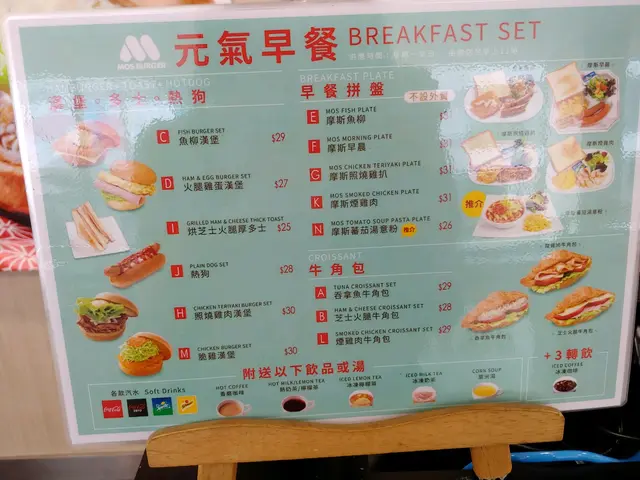 MOS BURGER
元氣早餐 BREAKFAST SET
漢堡·多士·熱狗
C FISH BURGER SET
魚柳漢堡 $29
D HAM & EGG BURGER SET
火腿雞蛋漢堡 $27
I GRILLED HAM & CHEESE THICK TOAST
烘芝士火腿厚多士 $25
J PLAIN DOG SET
熱狗 $28
H CHICKEN TERIYAKI BURGER SET
照燒雞肉漢堡 $30
M CHICKEN BURGER SET
脆雞漢堡 $30
BREAKFAST PLATE
早餐拼盤 不設外賣
E MOS FISH PLATE
摩斯魚柳
F MOS MORNING PLATE
摩斯早晨
G MOS CHICKEN TERIYAKI PLATE
摩斯照燒雞扒
K MOS SMOKED CHICKEN PLATE
摩斯煙雞肉 $31
N MOS TOMATO SOUP PASTA PLATE
摩斯蕃茄湯意粉 推介 $26
推介
CROISSANT
牛角包
A TUNA CROISSANT SET
吞拿魚牛角包 $29
B HAM & CHEESE CROISSANT SET
芝士火腿牛角包 $28
L SMOKED CHICKEN CROISSANT SET
煙雞肉牛角包 $29
附送以下飲品或湯
各款汽水 Soft Drinks
Coca-Cola
HOT COFFEE
香濃咖啡
HOT MILK/LEMON TEA
熱奶茶/檸檬茶
ICED LEMON TEA
冰凍檸檬茶
ICED MILK TEA
冰凍奶茶
CORN SOUP
粟米湯
+3 轉飲
ICED COFFEE
冰凍咖啡